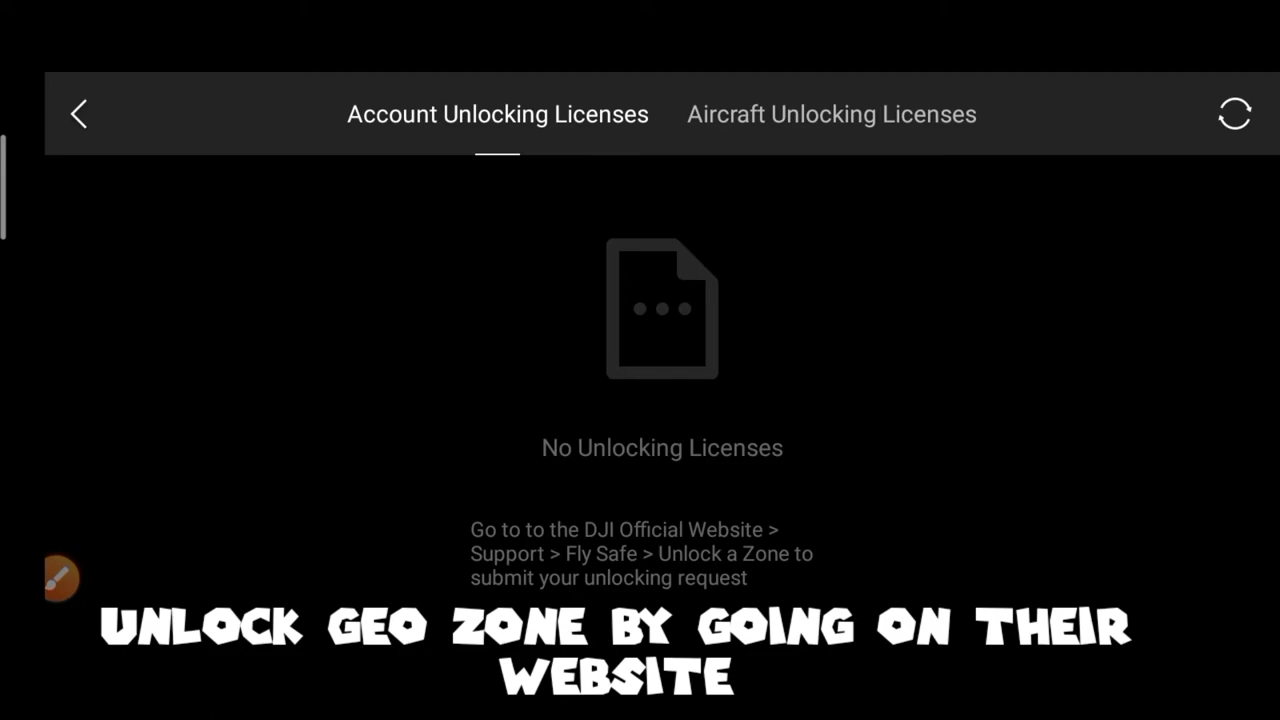 Account Unlocking Licenses Aircraft Unlocking Licenses
No Unlocking Licenses
Go to to the DJI Official Website >
Support > Fly Safe > Unlock a Zone to
submit your unlocking request
UNLOCK GEO ZONE BY GOING ON THEIR
WEBSITE